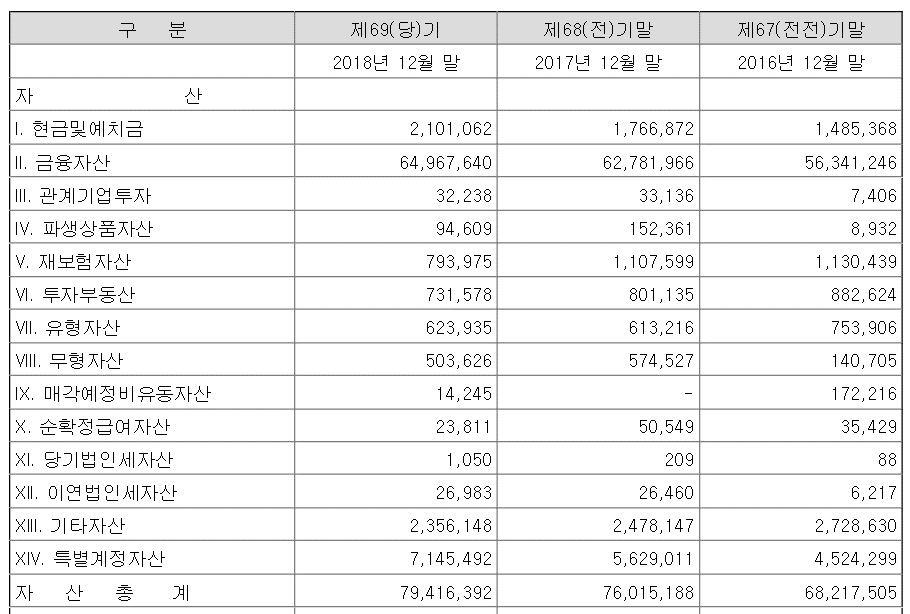 구 분 제69(당)기 제68(전)기말 제67(전전)기말
2018년 12월 말 2017년 12월 말 2016년 12월 말
자 산
I. 현금및예치금 2,101,062 1,766,872 1,485,368
II. 금융자산 64,967,640 62,781,966 56,341,246
III. 관계기업투자 32,238 33,136 7,406
IV. 파생상품자산 94,609 152,361 8,932
V. 재보험자산 793,975 1,107,599 1,130,439
VI. 투자부동산 731,578 801,135 882,624
VII. 유형자산 623,935 613,216 753,906
VIII. 무형자산 503,626 574,527 140,705
IX. 매각예정비유동자산 14,245 - 172,216
X. 순확정급여자산 23,811 50,549 35,429
XI. 당기법인세자산 1,050 209 88
XII. 이연법인세자산 26,983 26,460 6,217
XIII. 기타자산 2,356,148 2,478,147 2,728,630
XIV. 특별계정자산 7,145,492 5,629,011 4,524,299
자 산 총 계 79,416,392 76,015,188 68,217,505